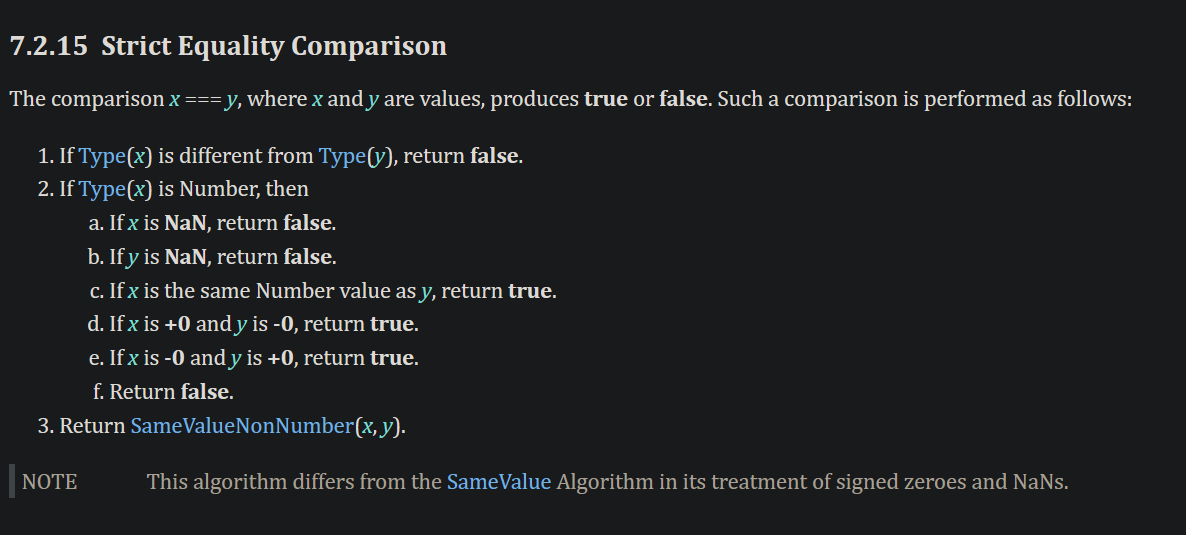 7.2.15 Strict Equality Comparison
The comparison x === y, where x and y are values, produces true or false. Such a comparison is performed as follows:
1. If Type(x) is different from Type(y), return false.
2. If Type(x) is Number, then
a. If x is NaN, return false.
b. If y is NaN, return false.
c. If x is the same Number value as y, return true.
d. If x is +0 and y is -0, return true.
e. If x is -0 and y is +0, return true.
f. Return false.
3. Return SameValueNonNumber(x, y).
NOTE This algorithm differs from the SameValue Algorithm in its treatment of signed zeroes and NaNs.